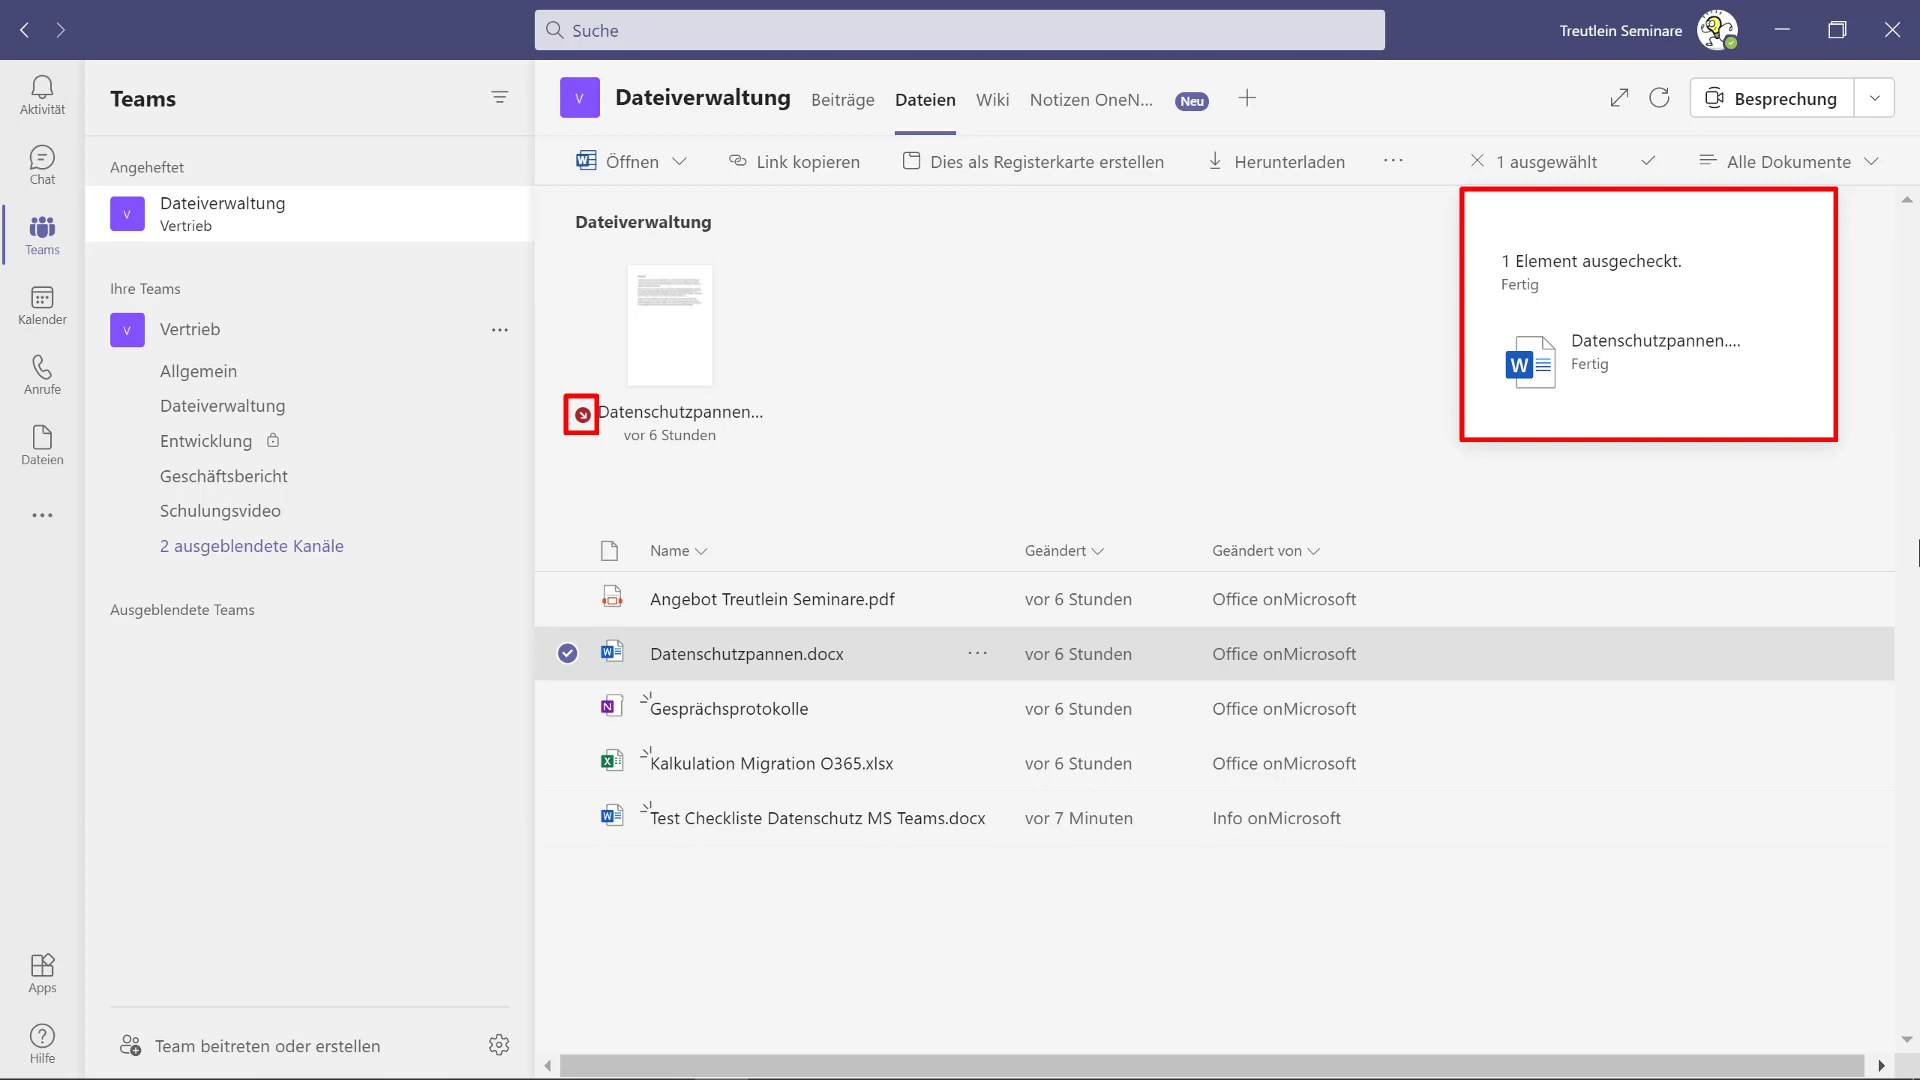 Suche
Treutlein Seminare
Aktivität
Chat
Teams
Kalender
Anrufe
Dateien
Apps
Hilfe
Teams
Angeheftet
V
Dateiverwaltung
Vertrieb
Ihre Teams
V
Vertrieb
Allgemein
Dateiverwaltung
Entwicklung
Geschäftsbericht
Schulungsvideo
2 ausgeblendete Kanäle
Ausgeblendete Teams
Team beitreten oder erstellen
V
Dateiverwaltung Beiträge Dateien Wiki Notizen OneN... Neu
Besprechung
Öffnen Link kopieren Dies als Registerkarte erstellen Herunterladen ... 1 ausgewählt Alle Dokumente
Dateiverwaltung
Datenschutzpannen...
vor 6 Stunden
1 Element ausgecheckt.
Fertig
W
Datenschutzpannen....
Fertig
Name Geändert Geändert von
Angebot Treutlein Seminare.pdf vor 6 Stunden Office onMicrosoft
Datenschutzpannen.docx ... vor 6 Stunden Office onMicrosoft
Gesprächsprotokolle vor 6 Stunden Office onMicrosoft
Kalkulation Migration O365.xlsx vor 6 Stunden Office onMicrosoft
Test Checkliste Datenschutz MS Teams.docx vor 7 Minuten Info onMicrosoft